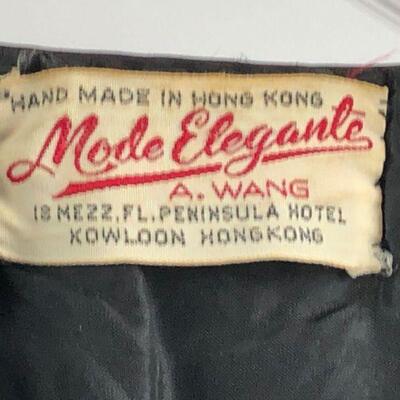 "HAND MADE IN HONG KONG
Mode Elegante
A. WANG
18 MEZZ, FL. PENINSULA HOTEL
KOWLOON HONGKONG